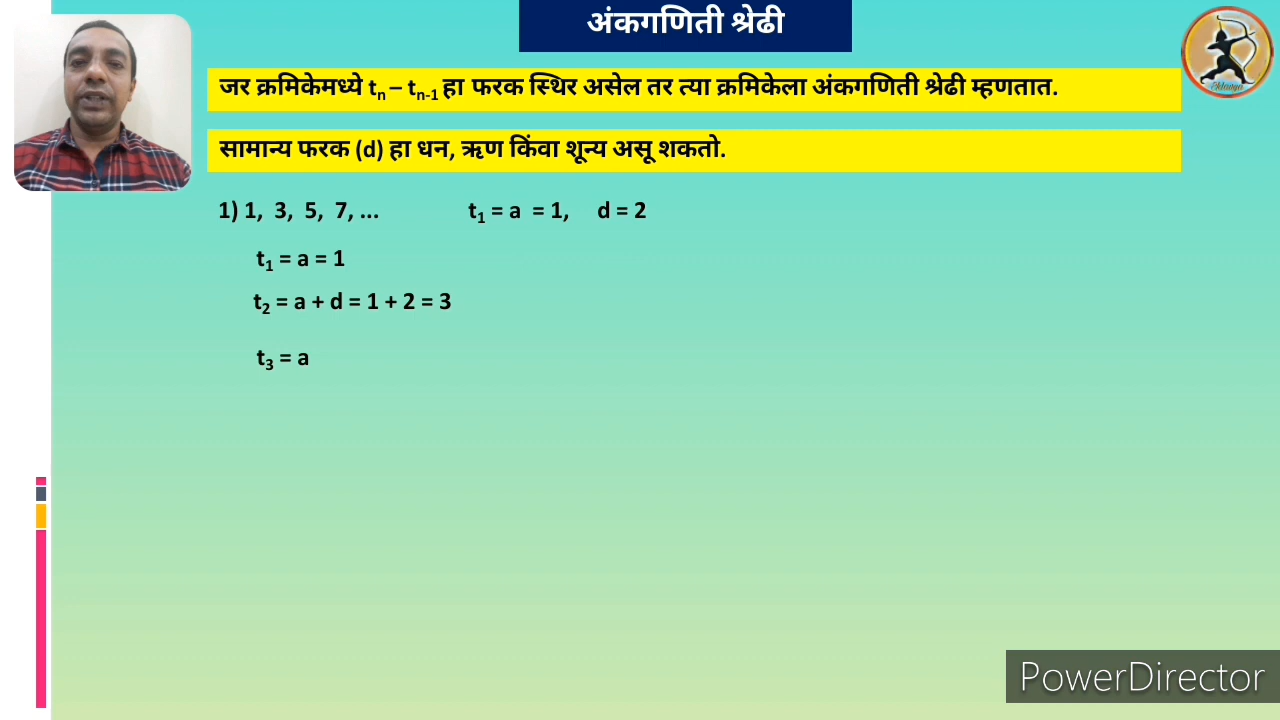 अंकगणिती श्रेढी
जर क्रमिकेमध्ये tₙ – tₙ₋₁ हा फरक स्थिर असेल तर त्या क्रमिकेला अंकगणिती श्रेढी म्हणतात.
सामान्य फरक (d) हा धन, ऋण किंवा शून्य असू शकतो.
1) 1, 3, 5, 7, ... t₁ = a = 1, d = 2
t₁ = a = 1
t₂ = a + d = 1 + 2 = 3
t₃ = a
PowerDirector